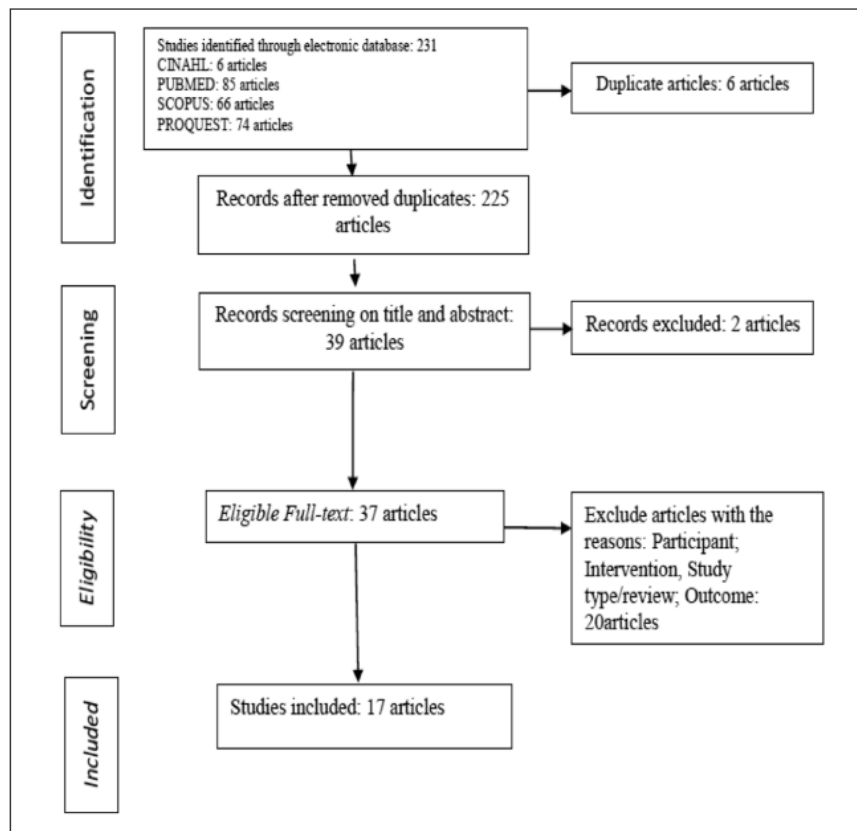 Identification
Studies identified through electronic database: 231
CINAHL: 6 articles
PUBMED: 85 articles
SCOPUS: 66 articles
PROQUEST: 74 articles
Duplicate articles: 6 articles
Records after removed duplicates: 225
articles
Screening
Records screening on title and abstract:
39 articles
Records excluded: 2 articles
Eligibility
Eligible Full-text: 37 articles
Exclude articles with the
reasons: Participant;
Intervention, Study
type/review; Outcome:
20articles
Included
Studies included: 17 articles